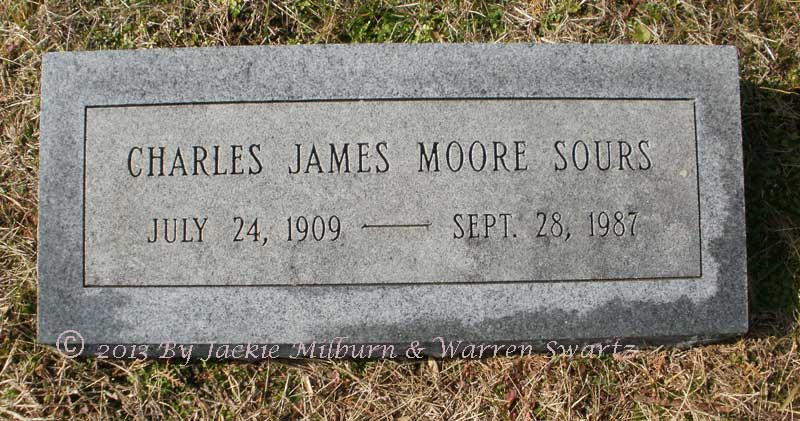 CHARLES JAMES MOORE SOURS
JULY 24, 1909 — SEPT. 28, 1987
© 2013 By Jackie Milburn & Warren Swartz